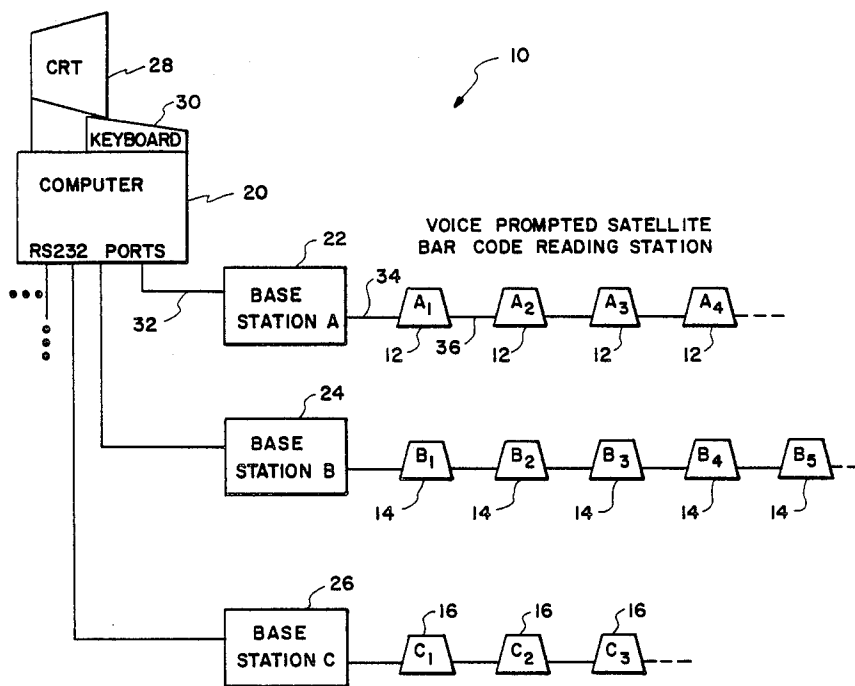 10
CRT
28
30
KEYBOARD
COMPUTER
20
RS232 PORTS
VOICE PROMPTED SATELLITE
BAR CODE READING STATION
22
BASE
STATION A
32
34
36
A1 A2 A3 A4
12 12 12 12
24
BASE
STATION B
B1 B2 B3 B4 B5
14 14 14 14 14
26
BASE
STATION C
16 16 16
C1 C2 C3